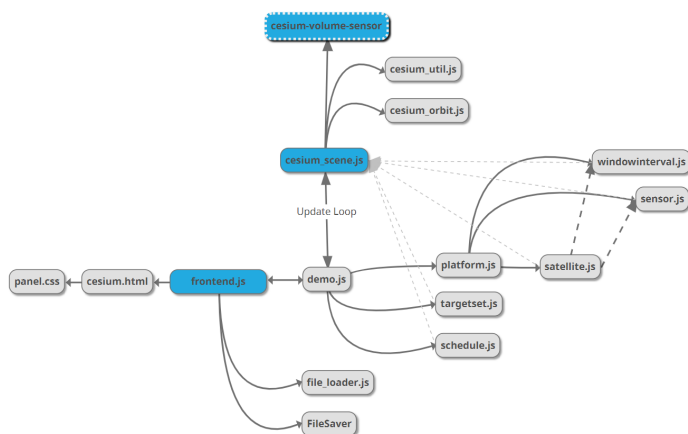 cesium-volume-sensor
cesium_util.js
cesium_orbit.js
cesium_scene.js
windowinterval.js
sensor.js
Update Loop
platform.js
satellite.js
panel.css
cesium.html
frontend.js
demo.js
targetset.js
schedule.js
file_loader.js
FileSaver